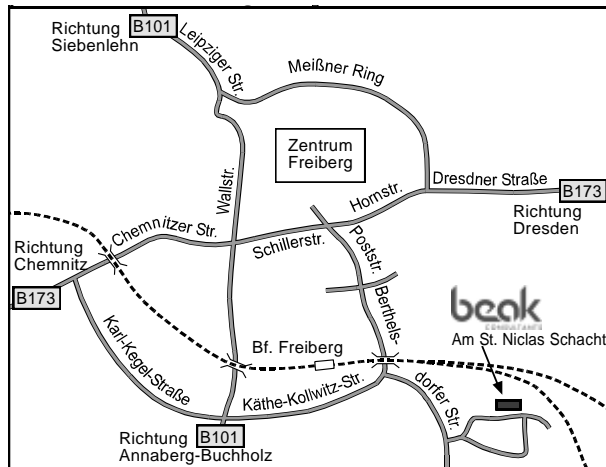 Richtung
Siebenlehn
B101
Leipziger Str.
Meißner Ring
Zentrum
Freiberg
Wallstr.
Hornstr.
Dresdner Straße
B173
Richtung
Dresden
Chemnitzer Str.
Schillerstr.
Poststr.
Richtung
Chemnitz
B173
Berthels-
beak
CONSULTANTS
Am St. Niclas Schacht
Karl-Kegel-Straße
Bf. Freiberg
Käthe-Kollwitz-Str.
dorfer Str.
Richtung
Annaberg-Buchholz
B101